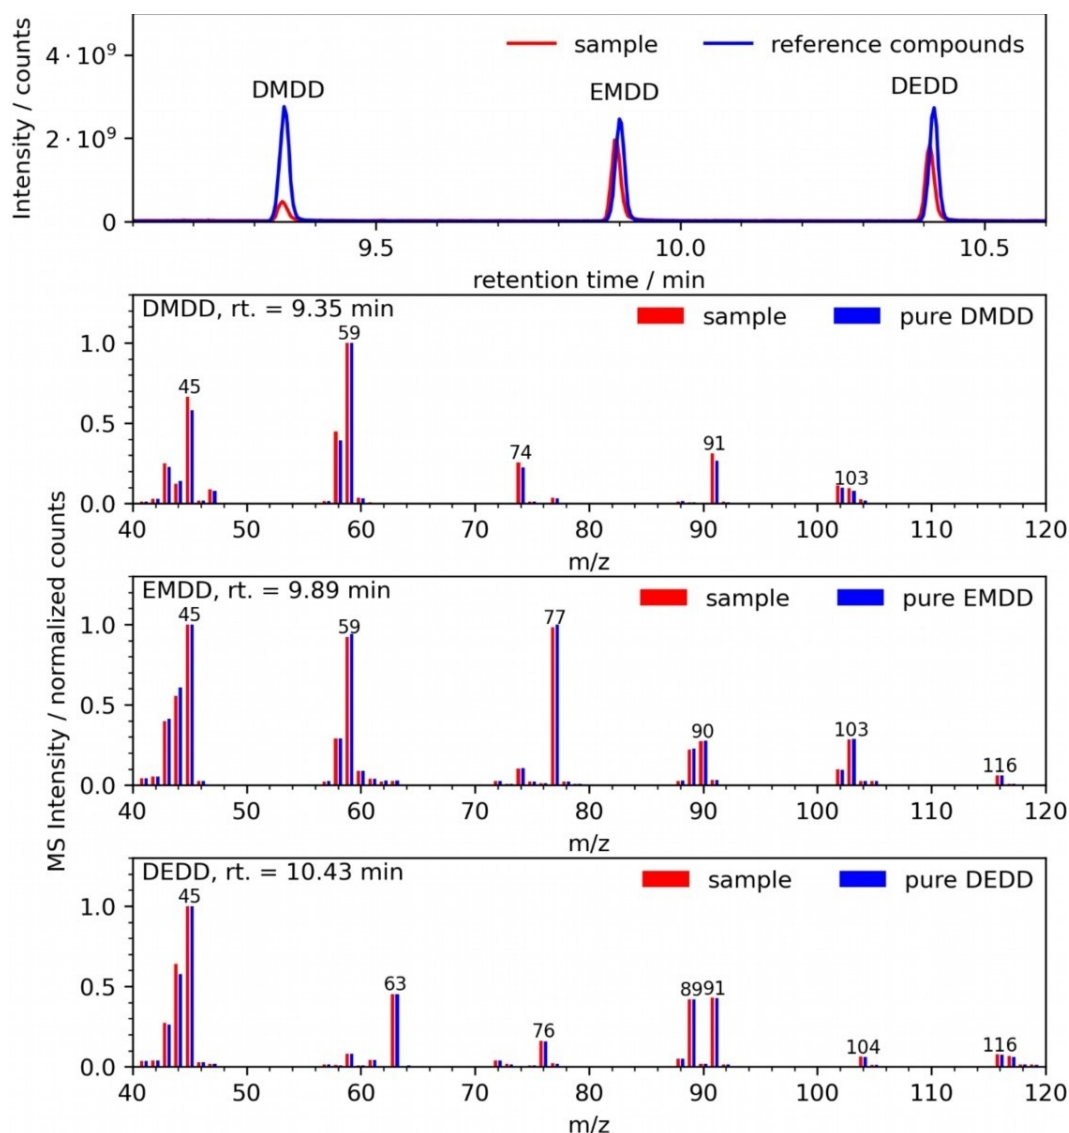 Intensity / counts
4 · 10⁹
2 · 10⁹
0
sample
reference compounds
DMDD
EMDD
DEDD
9.5 10.0 10.5
retention time / min
MS Intensity / normalized counts
DMDD, rt. = 9.35 min
sample
pure DMDD
1.0
0.5
0.0
45
59
74
91
103
40 50 60 70 80 90 100 110 120
m/z
EMDD, rt. = 9.89 min
sample
pure EMDD
1.0
0.5
0.0
45
59
77
90
103
116
40 50 60 70 80 90 100 110 120
m/z
DEDD, rt. = 10.43 min
sample
pure DEDD
1.0
0.5
0.0
45
63
76
89
91
104
116
40 50 60 70 80 90 100 110 120
m/z